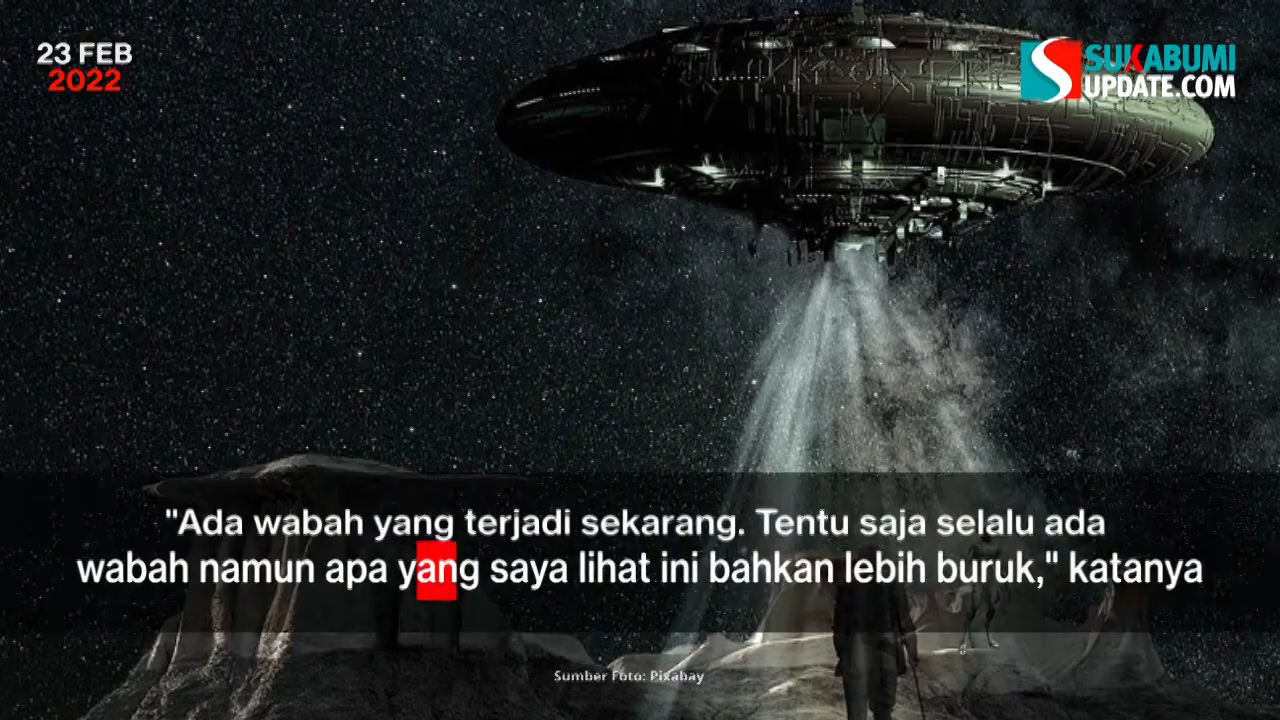 23 FEB
2022
SUKABUMI
UPDATE.COM
"Ada wabah yang terjadi sekarang. Tentu saja selalu ada
wabah namun apa yang saya lihat ini bahkan lebih buruk," katanya
Sumber Foto: Pixabay